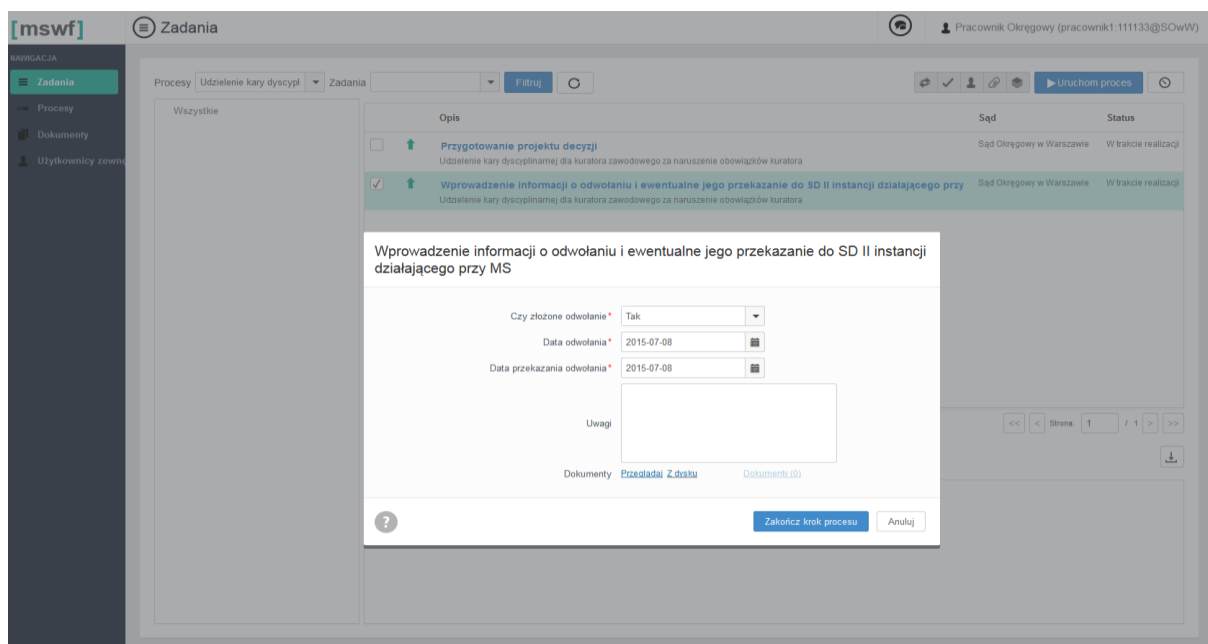 [mswf]
Zadania
Pracownik Okręgowy (pracownik1:111133@SOwW)
NAWIGACJA
Zadania
Procesy
Dokumenty
Użytkownicy zewnę
Procesy Udzielenie kary dyscypl Zadania Filtruj Uruchom proces
Wszystkie
Opis Sąd Status
Przygotowanie projektu decyzji Sąd Okręgowy w Warszawie W trakcie realizacji
Udzielenie kary dyscyplinarnej dla kuratora zawodowego za naruszenie obowiązków kuratora
Wprowadzenie informacji o odwołaniu i ewentualne jego przekazanie do SD II instancji działającego przy Sąd Okręgowy w Warszawie W trakcie realizacji
Udzielenie kary dyscyplinarnej dla kuratora zawodowego za naruszenie obowiązków kuratora
Wprowadzenie informacji o odwołaniu i ewentualne jego przekazanie do SD II instancji
działającego przy MS
Czy złożone odwołanie* Tak
Data odwołania* 2015-07-08
Data przekazania odwołania* 2015-07-08
Uwagi
<< < Strona: 1 / 1 > >>
Dokumenty Przeglądaj Z dysku Dokumenty (0)
? Zakończ krok procesu Anuluj